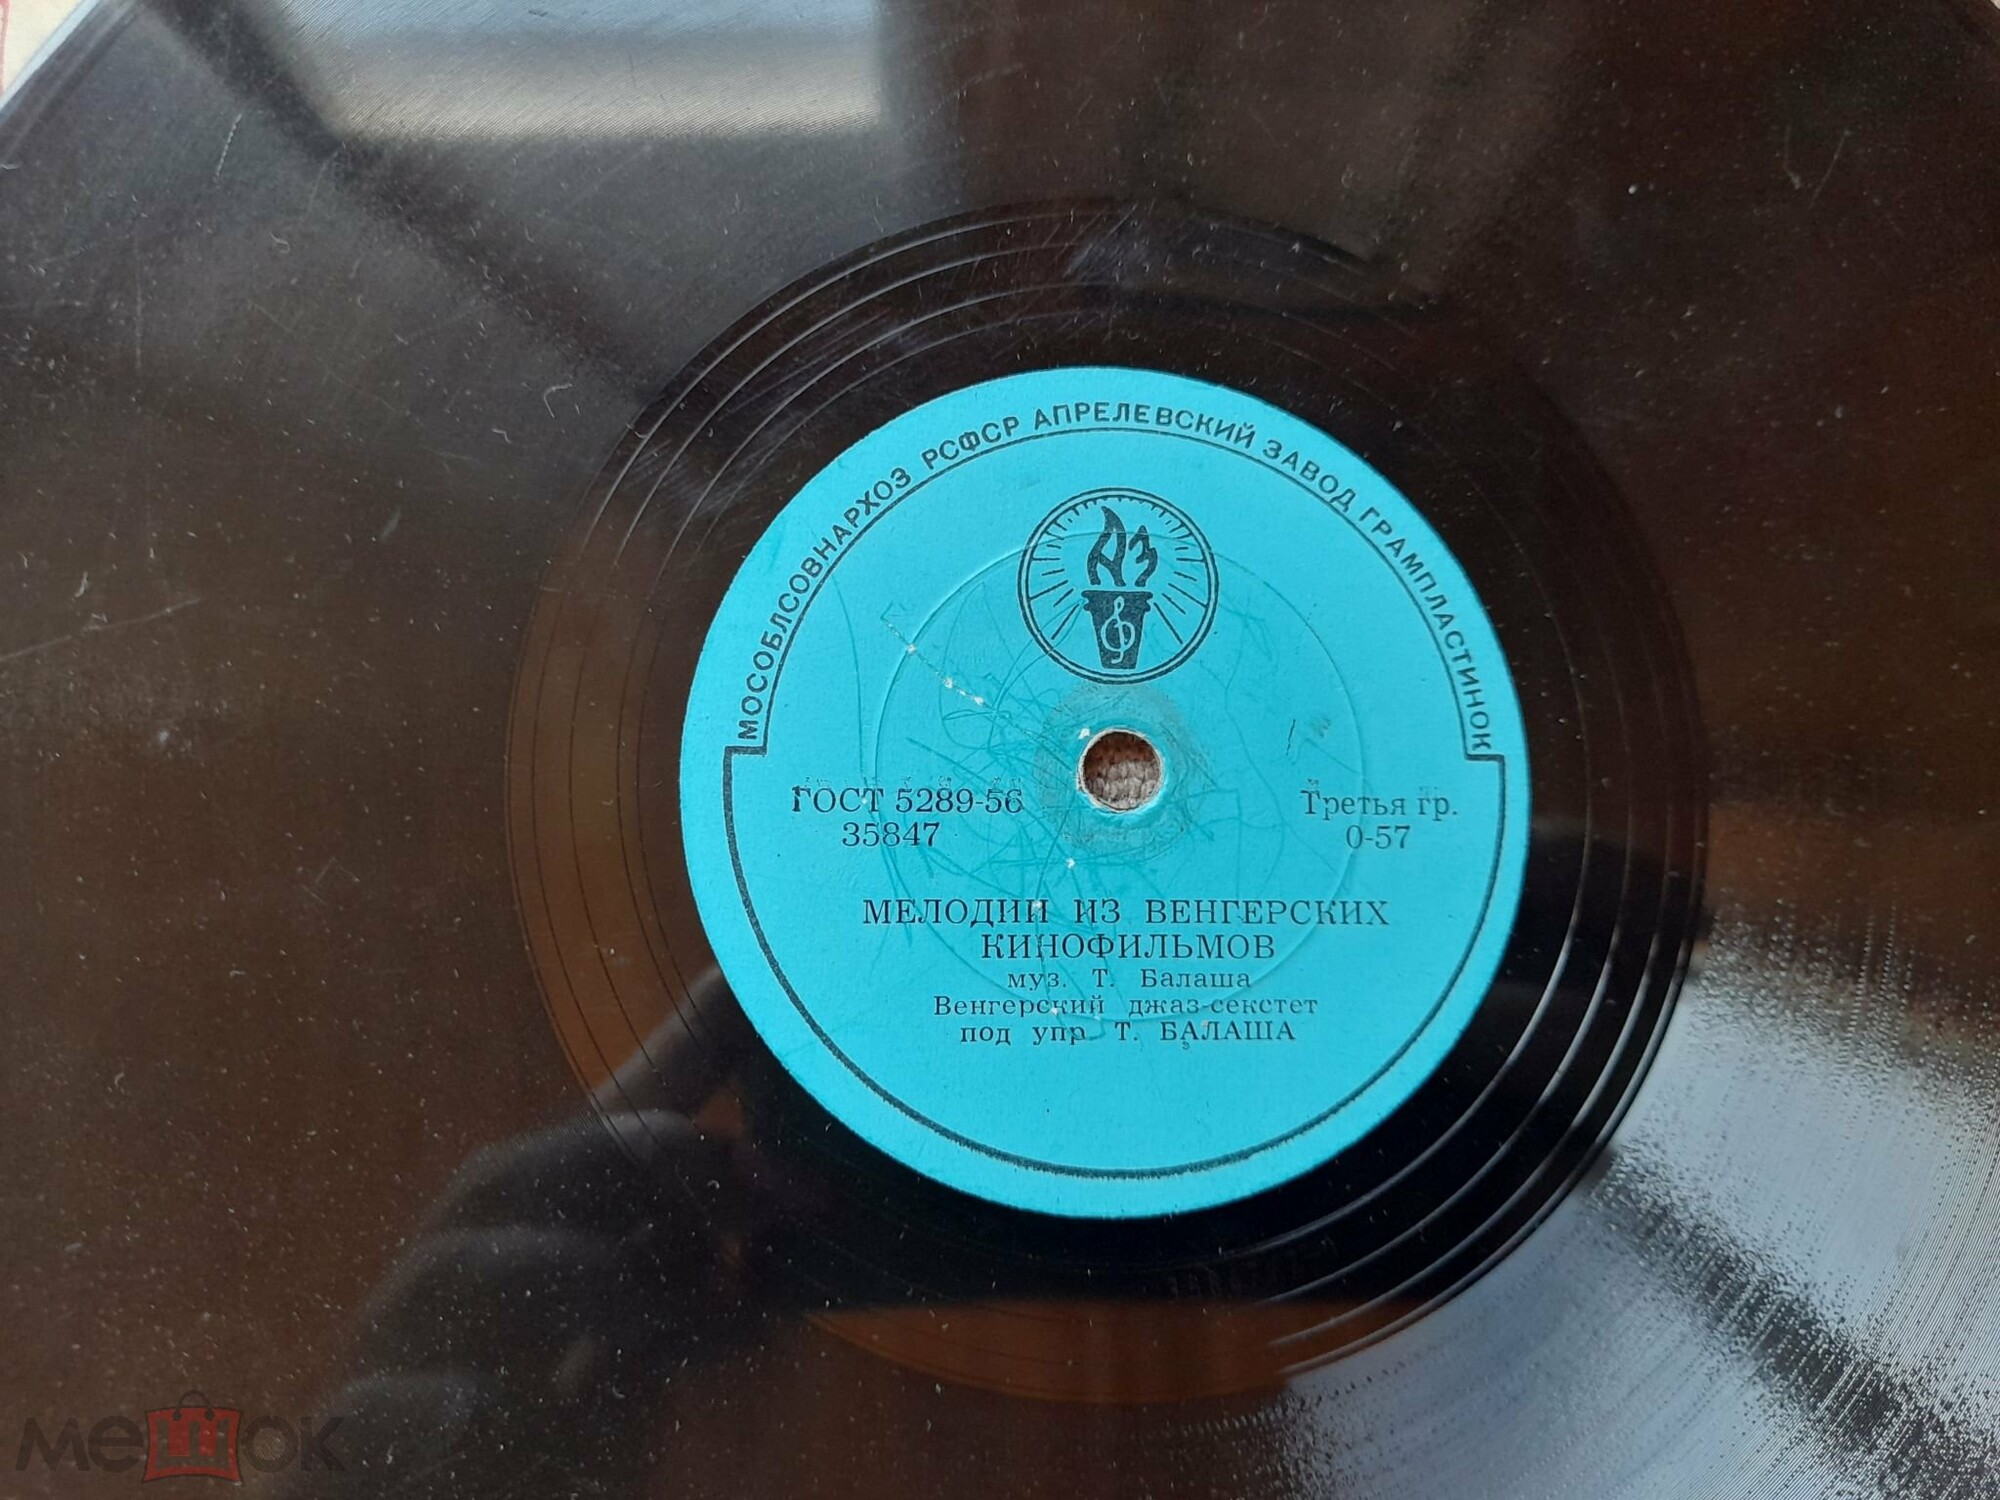 МОСОБЛСОВНАРХОЗ РСФСР АПРЕЛЕВСКИЙ ЗАВОД ГРАМПЛАСТИНОК
АЗ
ГОСТ 5289-56
35847
Третья гр.
0-57
МЕЛОДИИ ИЗ ВЕНГЕРСКИХ
КИНОФИЛЬМОВ
муз. Т. Балаша
Венгерский джаз-секстет
под упр. Т. БАЛАША
мешок